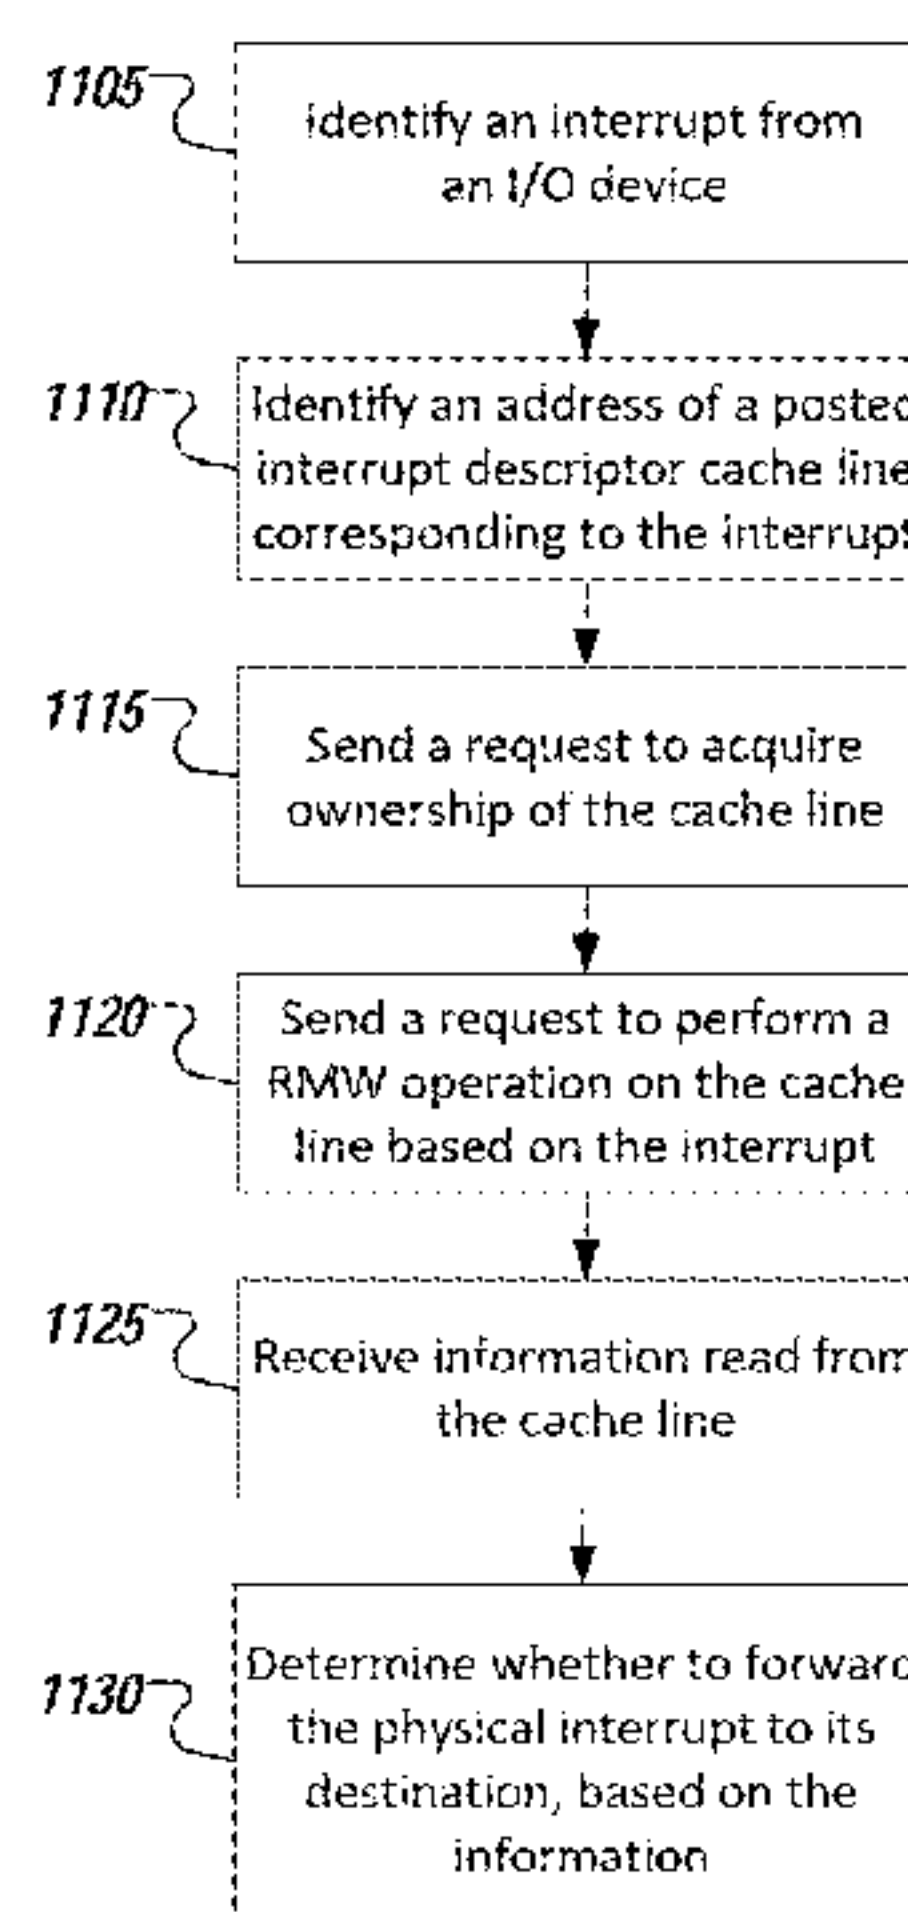 1105
Identify an interrupt from
an I/O device
1110
Identify an address of a posted
interrupt descriptor cache line
corresponding to the interrupt
1115
Send a request to acquire
ownership of the cache line
1120
Send a request to perform a
RMW operation on the cache
line based on the interrupt
1125
Receive information read from
the cache line
1130
Determine whether to forward
the physical interrupt to its
destination, based on the
information